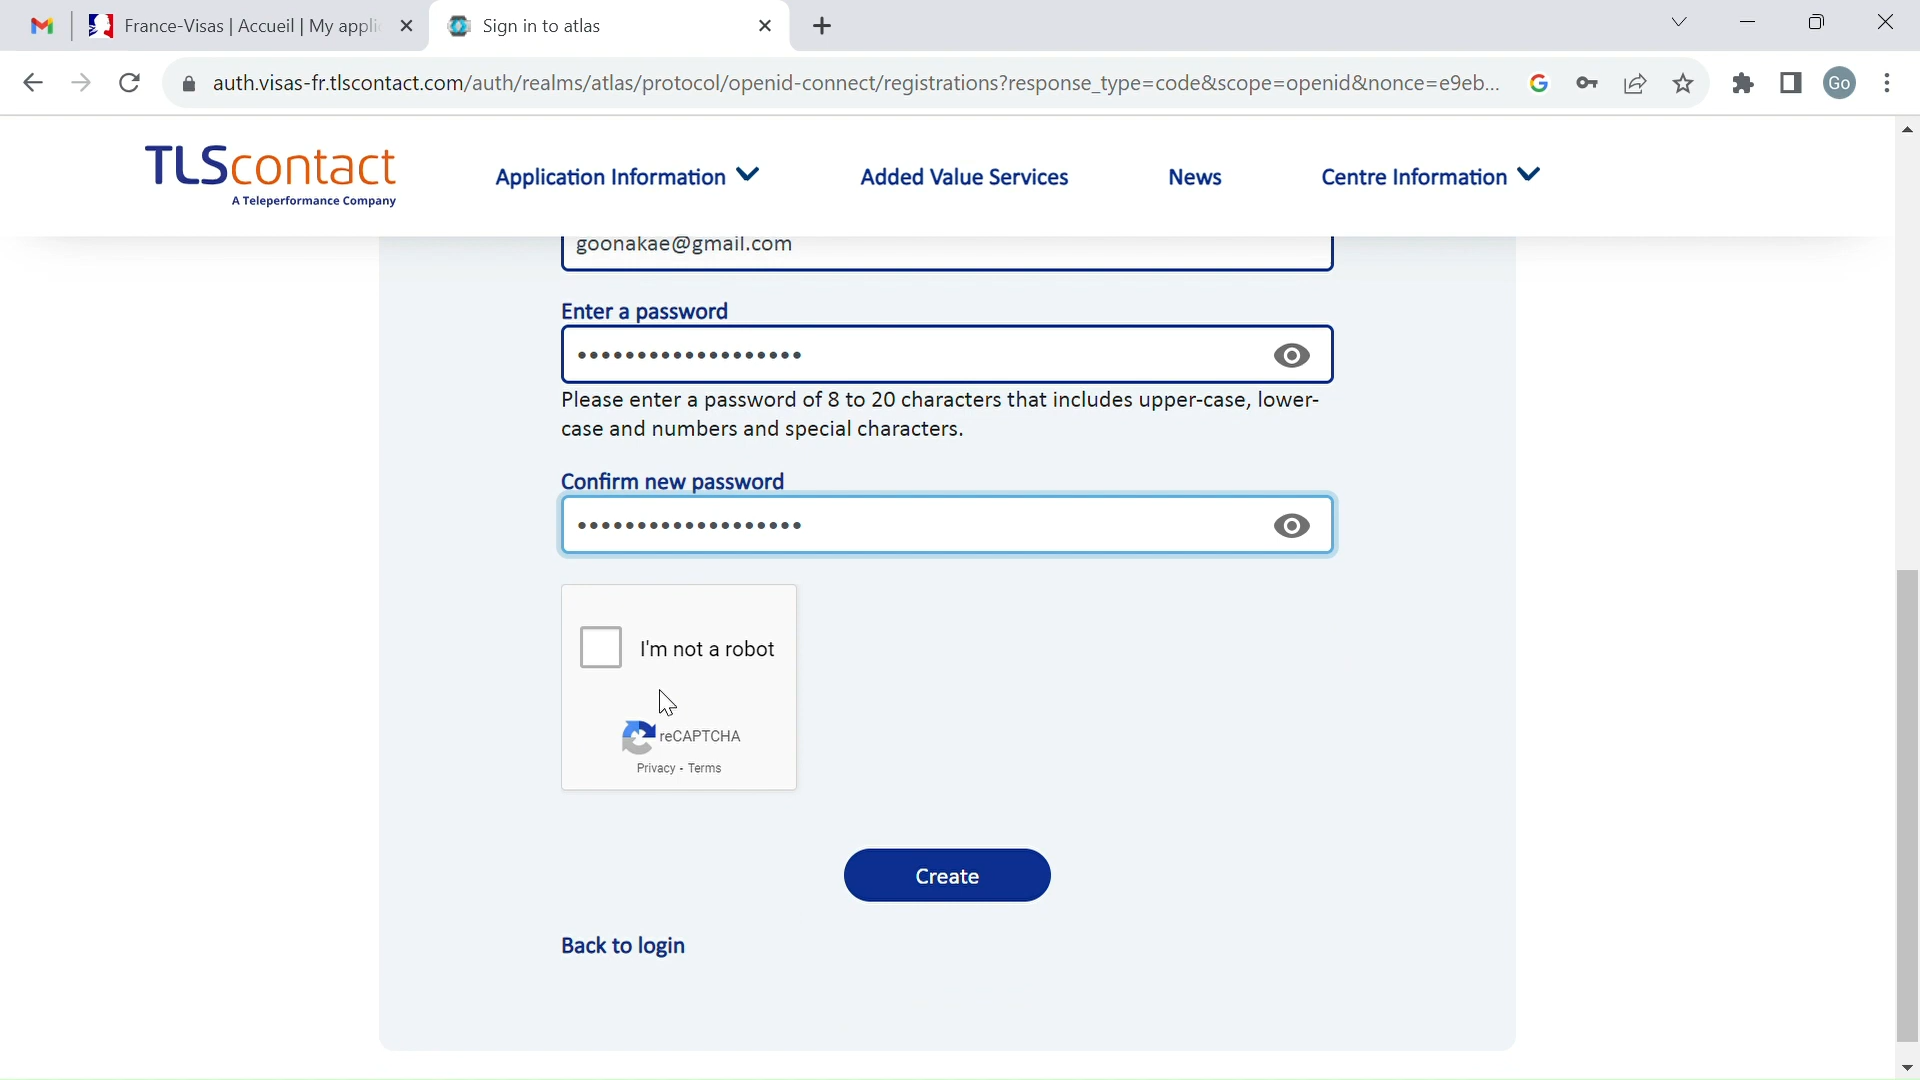 France-Visas | Accueil | My appli
Sign in to atlas
auth.visas-fr.tlscontact.com/auth/realms/atlas/protocol/openid-connect/registrations?response_type=code&scope=openid&nonce=e9eb...
Go
TLScontact
A Teleperformance Company
Application Information
Added Value Services
News
Centre Information
goonakae@gmail.com
Enter a password
•••••••••••••••••••
Please enter a password of 8 to 20 characters that includes upper-case, lower-
case and numbers and special characters.
Confirm new password
•••••••••••••••••••
I'm not a robot
reCAPTCHA
Privacy - Terms
Create
Back to login